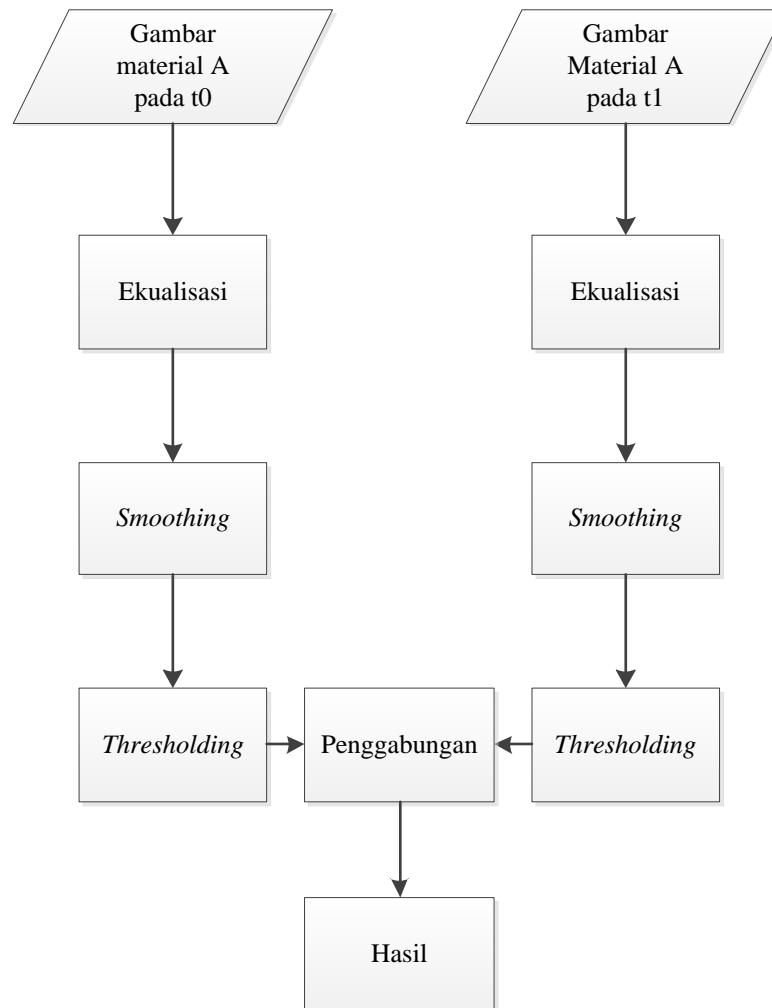 Gambar
material A
pada t0
Gambar
Material A
pada t1
Ekualisasi
Ekualisasi
Smoothing
Smoothing
Thresholding
Penggabungan
Thresholding
Hasil